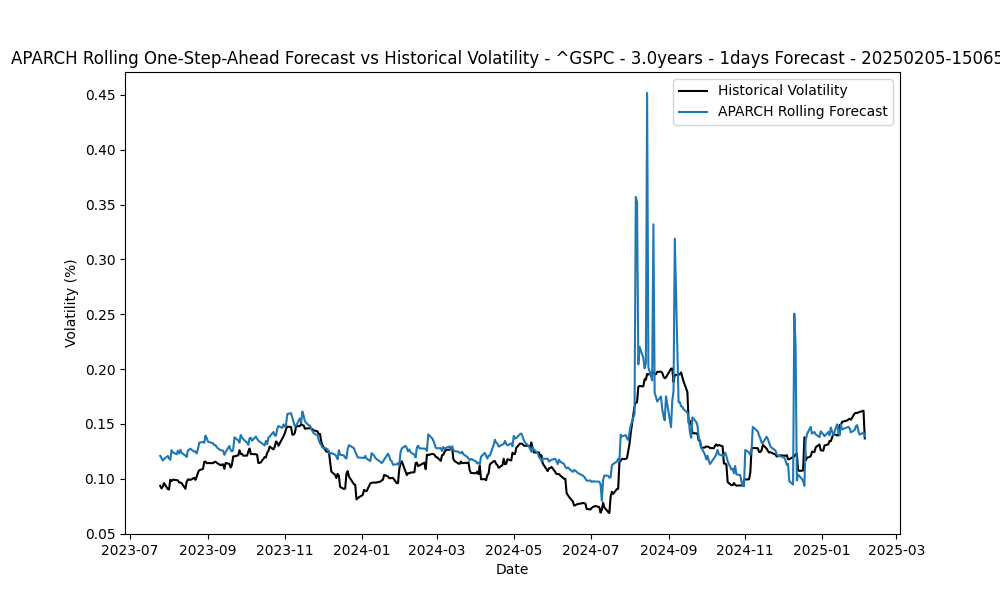 APARCH Rolling One-Step-Ahead Forecast vs Historical Volatility - ^GSPC - 3.0years - 1days Forecast - 20250205-15065
Historical Volatility
APARCH Rolling Forecast
0.45
0.40
0.35
0.30
0.25
0.20
0.15
0.10
0.05
Volatility (%)
2023-07 2023-09 2023-11 2024-01 2024-03 2024-05 2024-07 2024-09 2024-11 2025-01 2025-03
Date